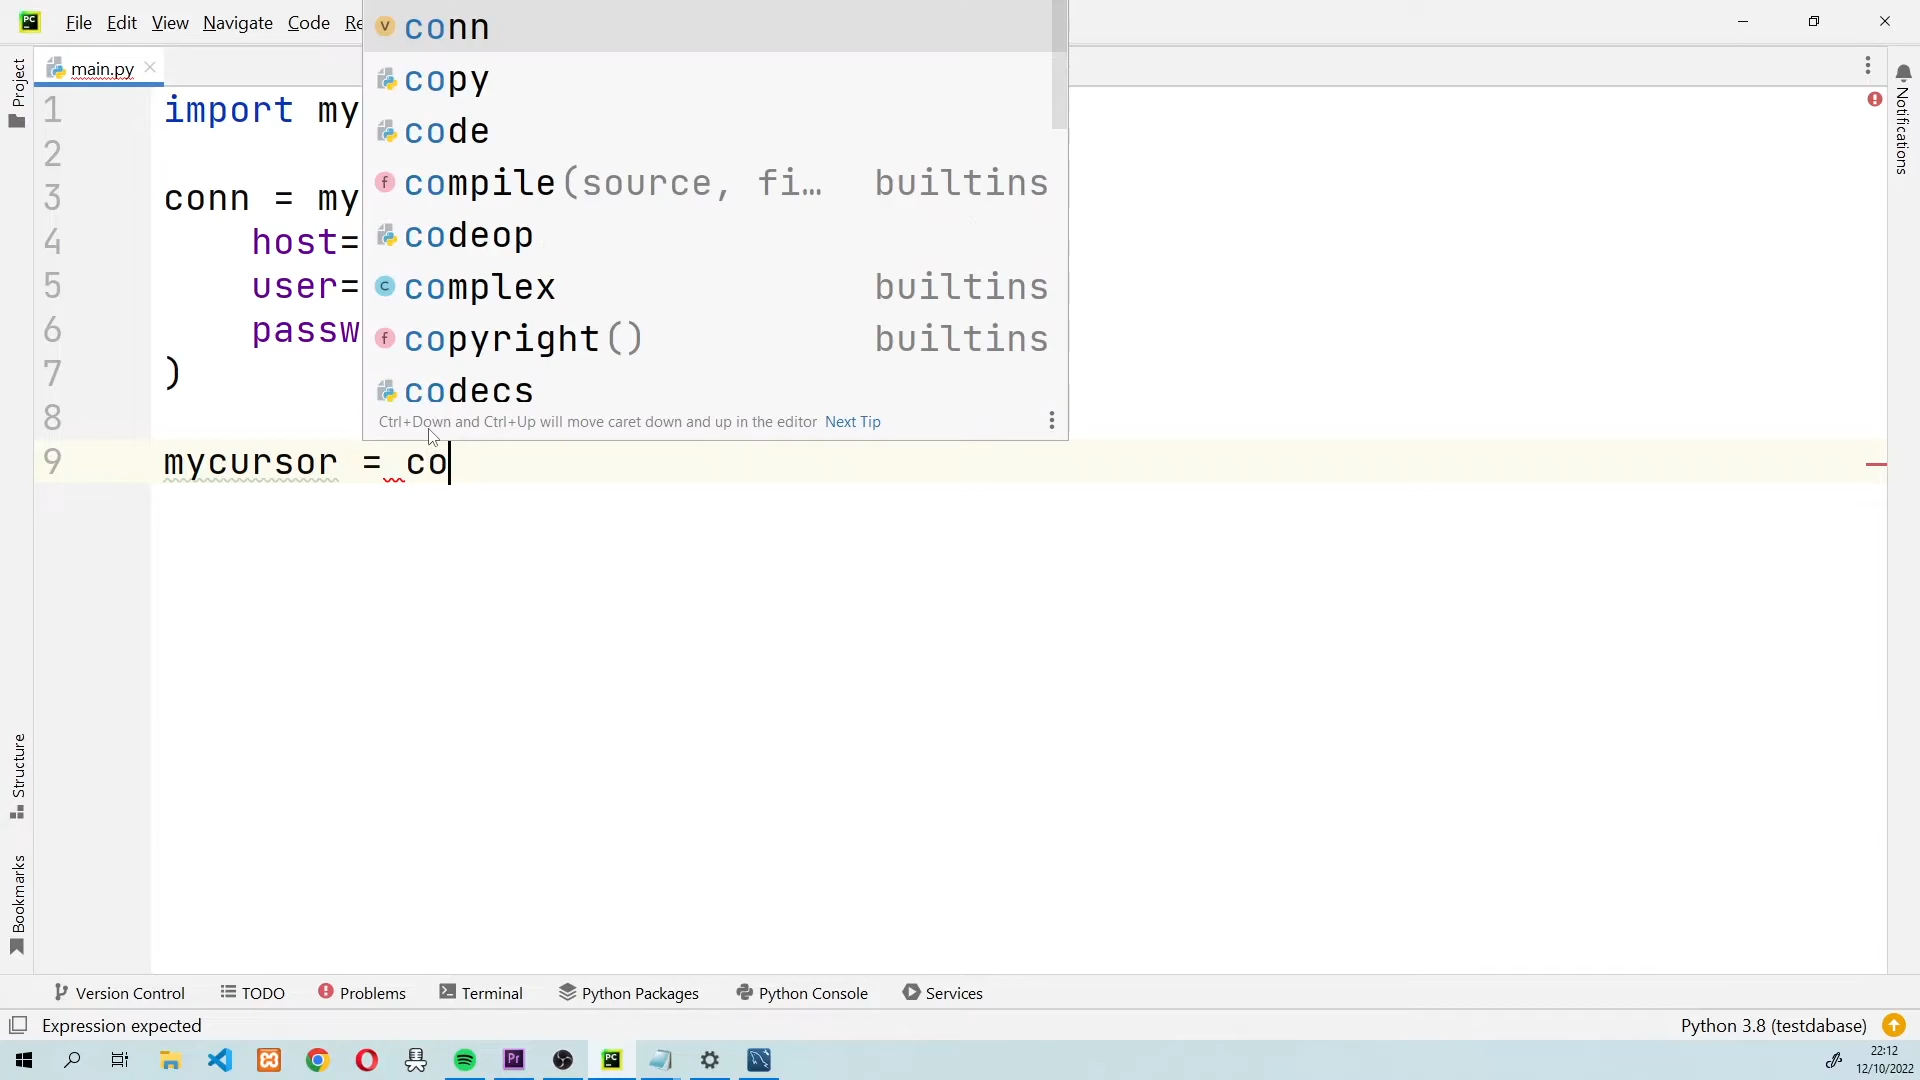 PC
File Edit View Navigate Code Re
main.py
Project
Notifications
1 import my
2
3 conn = my
4 host=
5 user=
6 passw
7 )
8
9 mycursor = co
conn
copy
code
compile(source, fi… builtins
codeop
complex builtins
copyright() builtins
codecs
Ctrl+Down and Ctrl+Up will move caret down and up in the editor Next Tip
Structure
Bookmarks
Version Control TODO Problems Terminal Python Packages Python Console Services
Expression expected Python 3.8 (testdabase)
Pr PC 22:12
12/10/2022